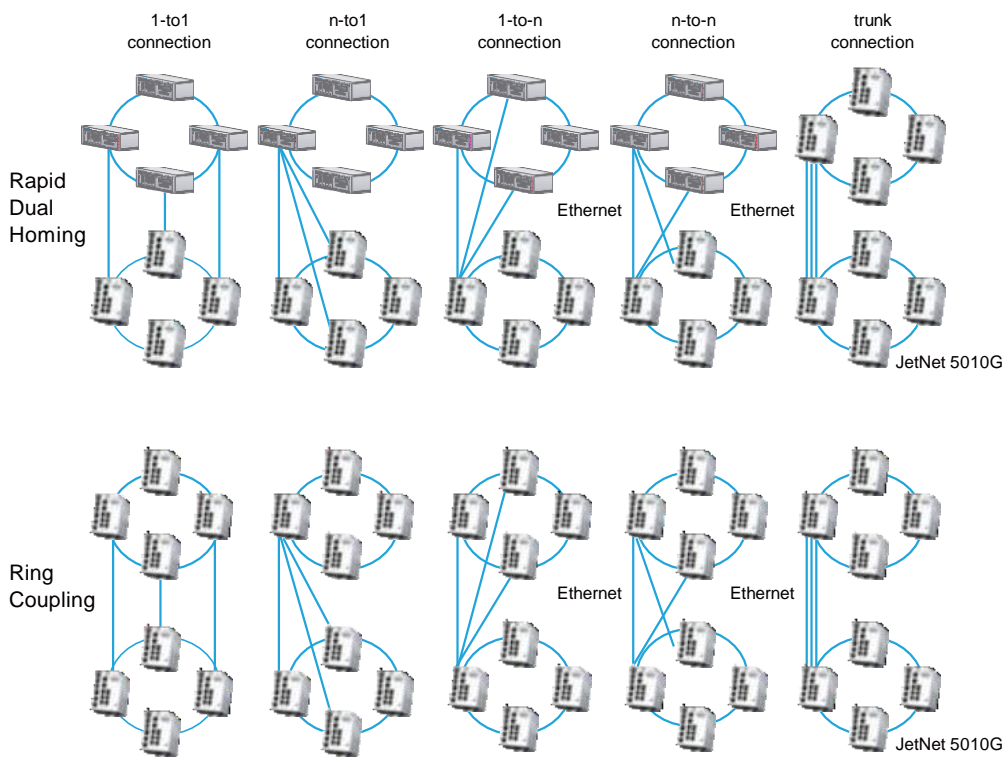 1-to1
connection
n-to1
connection
1-to-n
connection
n-to-n
connection
trunk
connection
Rapid
Dual
Homing
Ethernet
Ethernet
JetNet 5010G
Ring
Coupling
Ethernet
Ethernet
JetNet 5010G